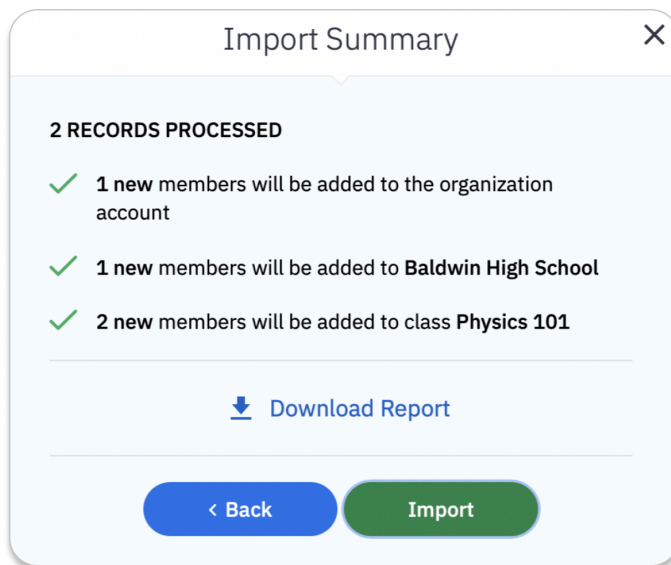 Import Summary
2 RECORDS PROCESSED
1 new members will be added to the organization
account
1 new members will be added to Baldwin High School
2 new members will be added to class Physics 101
Download Report
< Back
Import